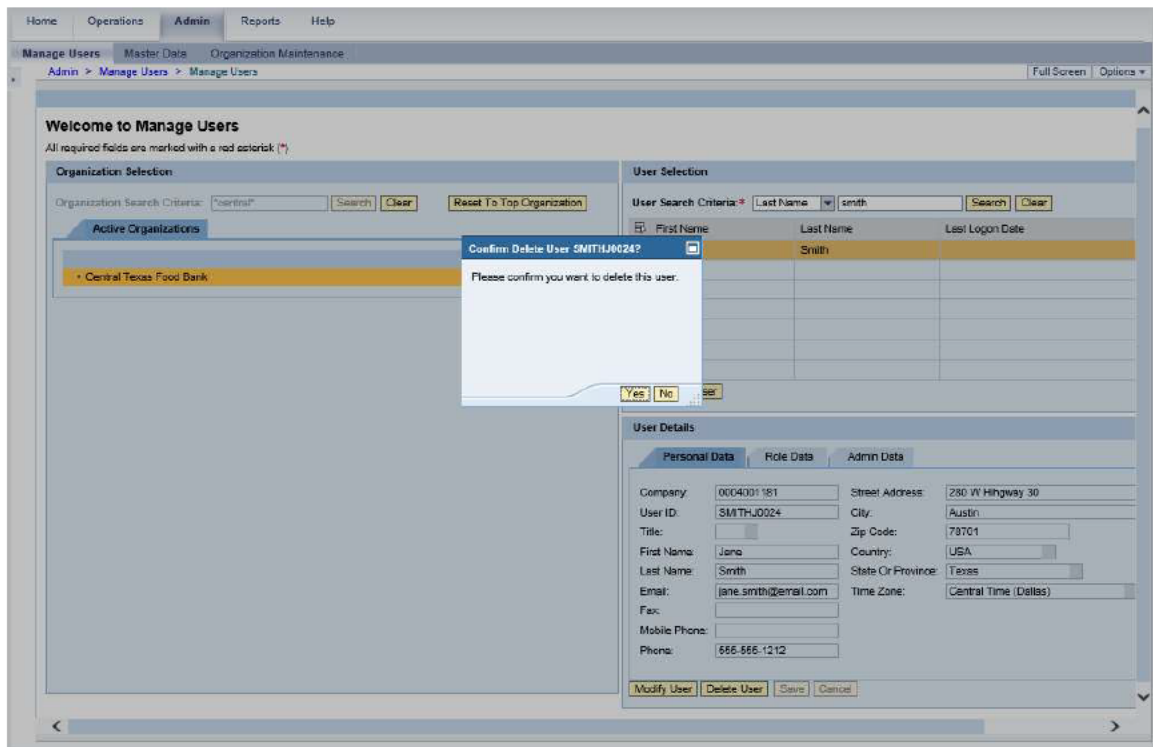 Home Operations Admin Reports Help
Manage Users Master Data Organization Maintenance
Admin > Manage Users > Manage Users Full Screen Options
Welcome to Manage Users
All required fields are marked with a red asterisk (*)
Organization Selection
Organization Search Criteria: *central* Search Clear Reset To Top Organization
Active Organizations
• Central Texas Food Bank
User Selection
User Search Criteria:* Last Name smith Search Clear
First Name Last Name Last Logon Date
Smith
Confirm Delete User SMITHJ0024?
Please confirm you want to delete this user.
Yes No
User Details
Personal Data Role Data Admin Data
Company: 0004001181 Street Address: 280 W Hihgway 30
User ID: SMITHJ0024 City: Austin
Title: Zip Code: 78701
First Name: Jane Country: USA
Last Name: Smith State Or Province: Texas
Email: jane.smith@email.com Time Zone: Central Time (Dallas)
Fax:
Mobile Phone:
Phone: 555-555-1212
Modify User Delete User Save Cancel